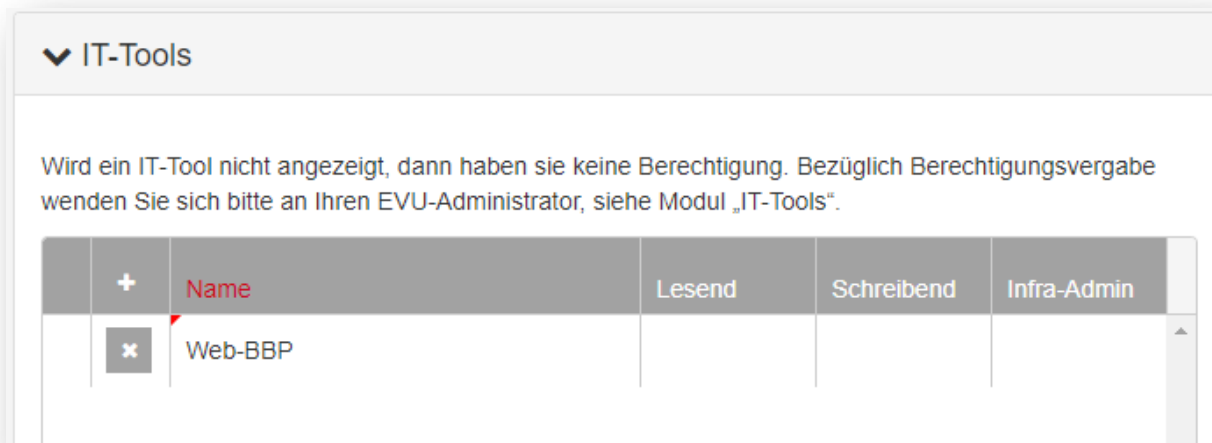 IT-Tools
Wird ein IT-Tool nicht angezeigt, dann haben sie keine Berechtigung. Bezüglich Berechtigungsvergabe
wenden Sie sich bitte an Ihren EVU-Administrator, siehe Modul „IT-Tools“.
Name Lesend Schreibend Infra-Admin
Web-BBP